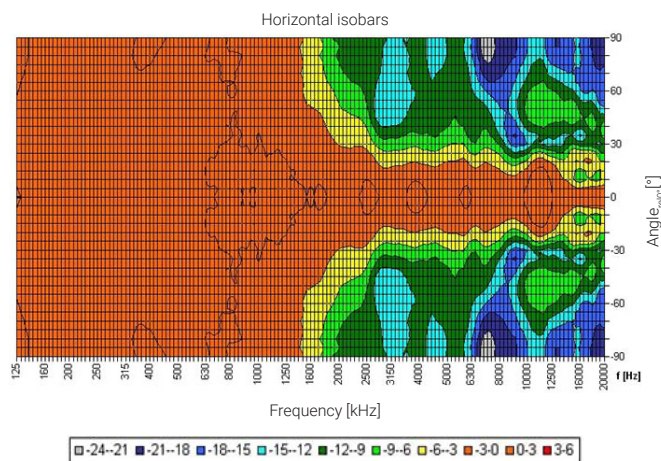 Horizontal isobars
90
60
30
0
-30
-60
-90
Angle rel0° [°]
125 160 200 250 315 400 500 630 800 1000 1250 1600 2000 2500 3150 4000 5000 6300 8000 10000 12500 16000 20000 f [Hz]
Frequency [kHz]
-24--21 -21--18 -18--15 -15--12 -12--9 -9--6 -6--3 -3-0 0-3 3-6